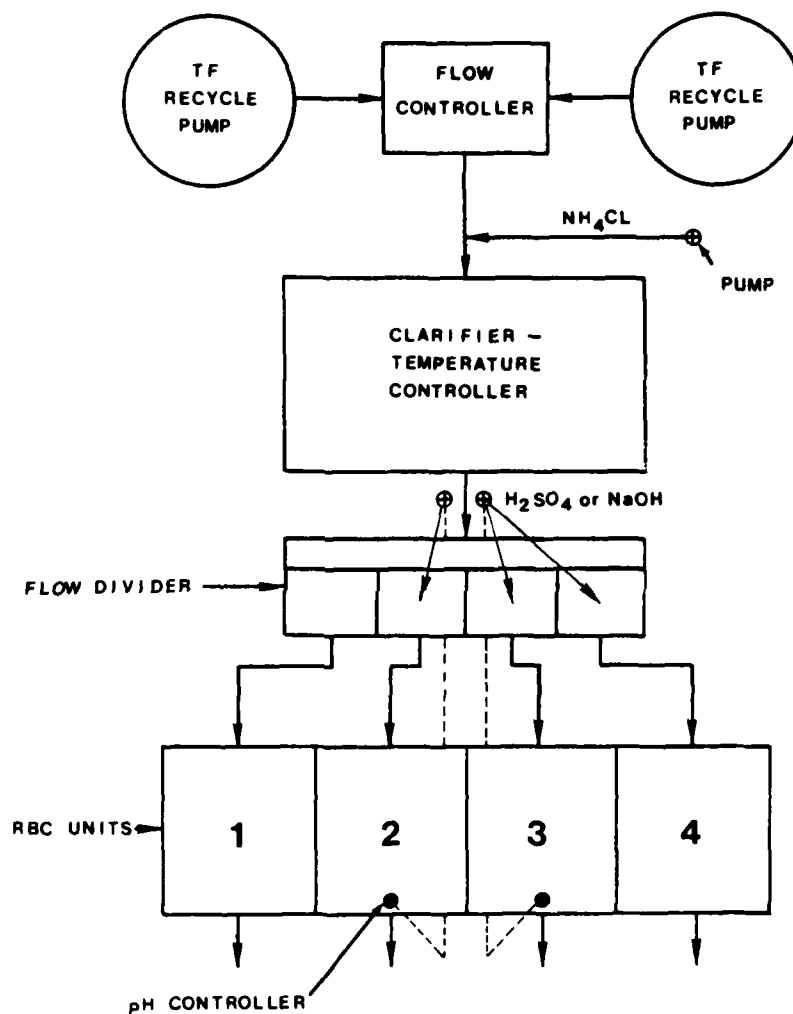 TF
RECYCLE
PUMP
FLOW
CONTROLLER
TF
RECYCLE
PUMP
NH₄CL
PUMP
CLARIFIER –
TEMPERATURE
CONTROLLER
H₂SO₄ or NaOH
FLOW DIVIDER
RBC UNITS
1
2
3
4
pH CONTROLLER